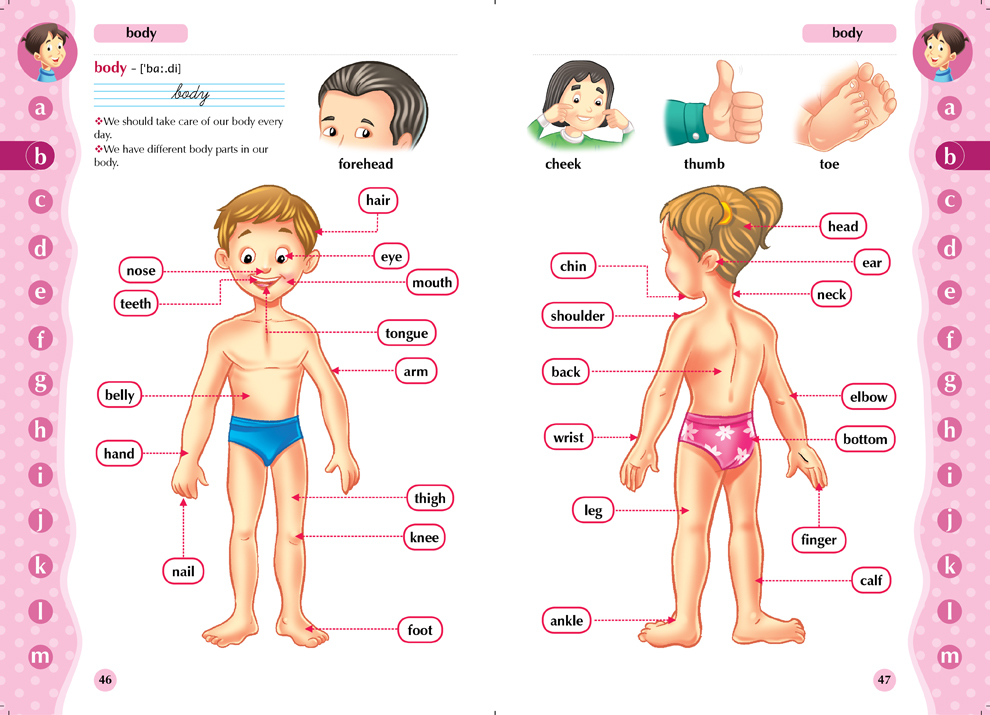 body
body – ['ba:.di]
body
❖We should take care of our body every
day.
❖We have different body parts in our
body.
forehead
hair
eye
nose
mouth
teeth
tongue
arm
belly
hand
thigh
knee
nail
foot
46
a
b
c
d
e
f
g
h
i
j
k
l
m
body
cheek
thumb
toe
head
chin
ear
neck
shoulder
back
elbow
wrist
bottom
leg
finger
calf
ankle
47
a
b
c
d
e
f
g
h
i
j
k
l
m